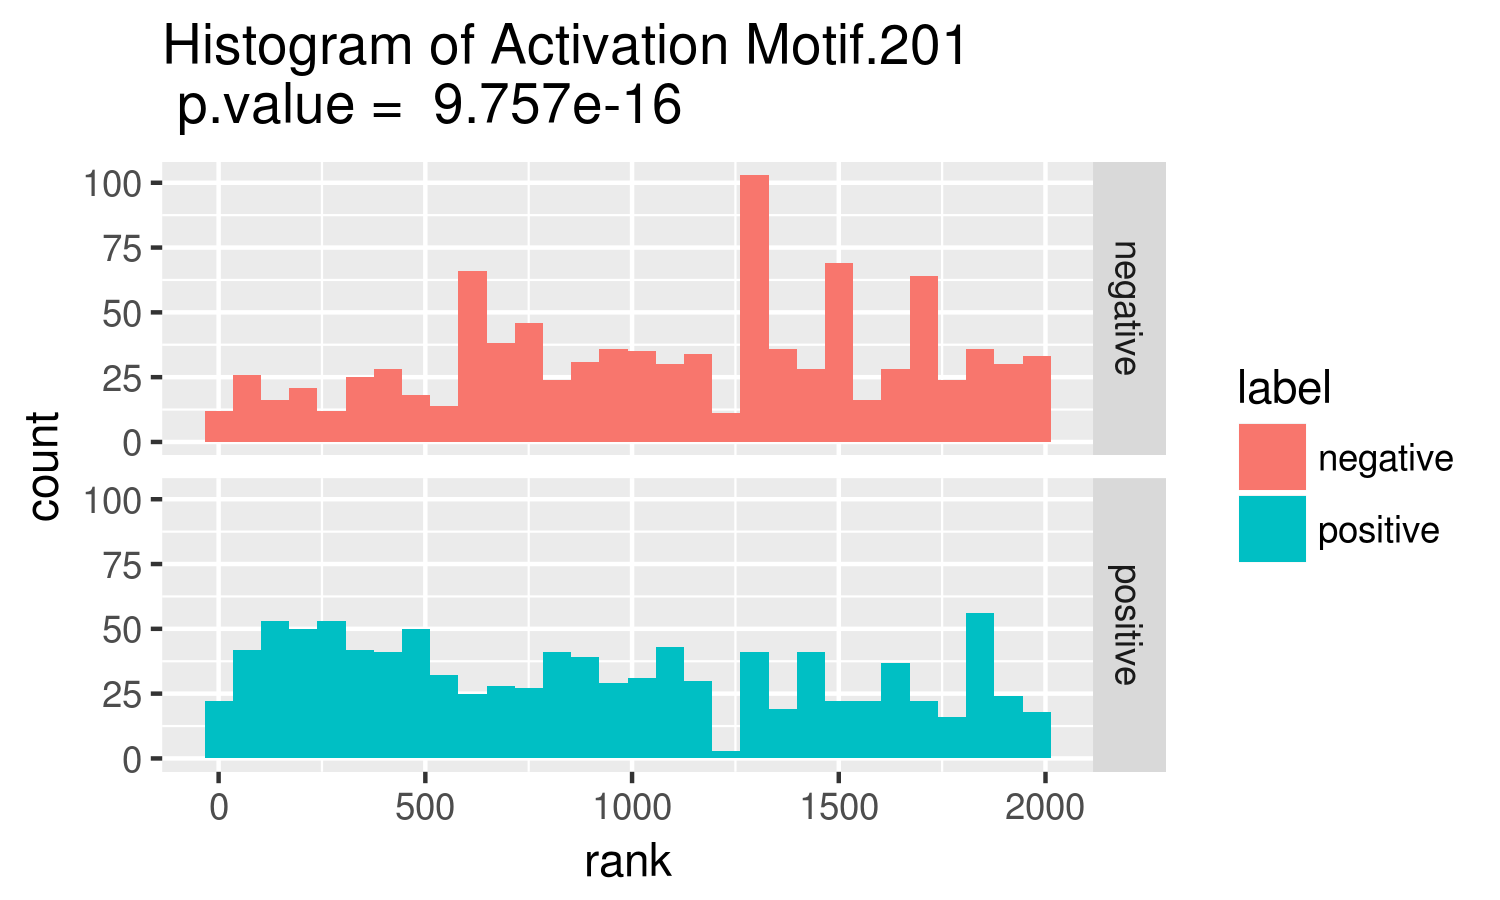 Histogram of Activation Motif.201
p.value = 9.757e-16
100
75
50
25
0
negative
100
75
50
25
0
positive
count
0 500 1000 1500 2000
rank
label
negative
positive